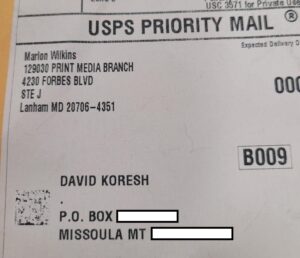 USC 3571 for Private Use
USPS PRIORITY MAIL ®
Expected Delivery D
Marlon Wilkins
129030 PRINT MEDIA BRANCH
4230 FORBES BLVD
STE J
Lanham MD 20706-4351
000
B009
DAVID KORESH
.
P.O. BOX
MISSOULA MT